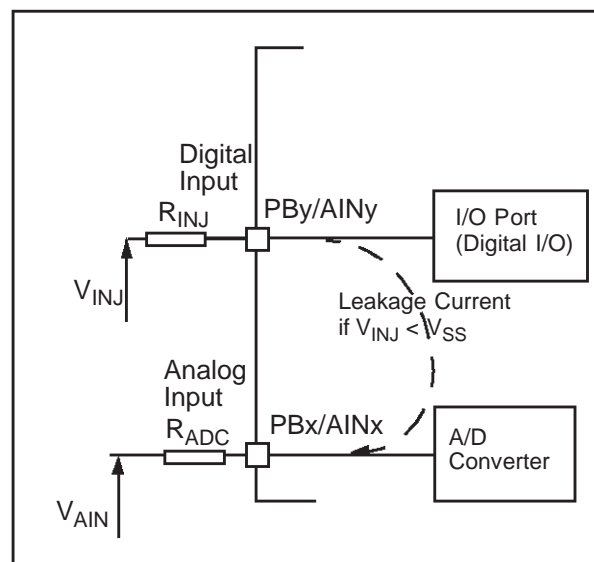 Digital
Input
R_INJ
PBy/AINy
I/O Port
(Digital I/O)
V_INJ
Leakage Current
if V_INJ < V_SS
Analog
Input
R_ADC
PBx/AINx
A/D
Converter
V_AIN